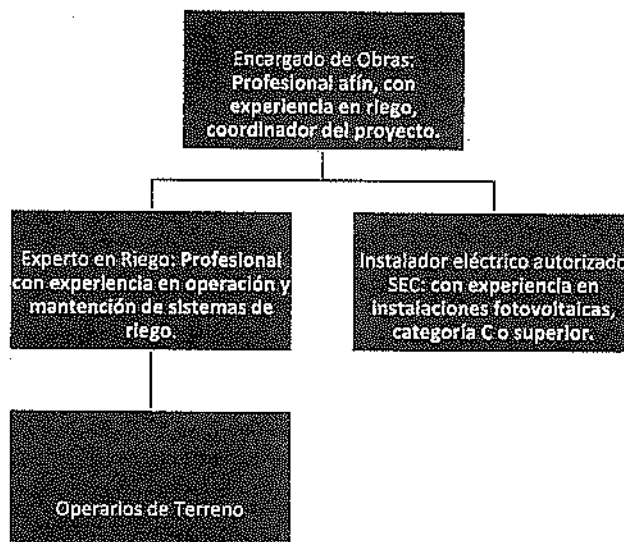 Encargado de Obras:
Profesional afín, con
experiencia en riego,
coordinador del proyecto.
Experto en Riego: Profesional
con experiencia en operación y
mantención de sistemas de
riego.
Instalador eléctrico autorizado
SEC: con experiencia en
instalaciones fotovoltaicas,
categoría C o superior.
Operarios de Terreno